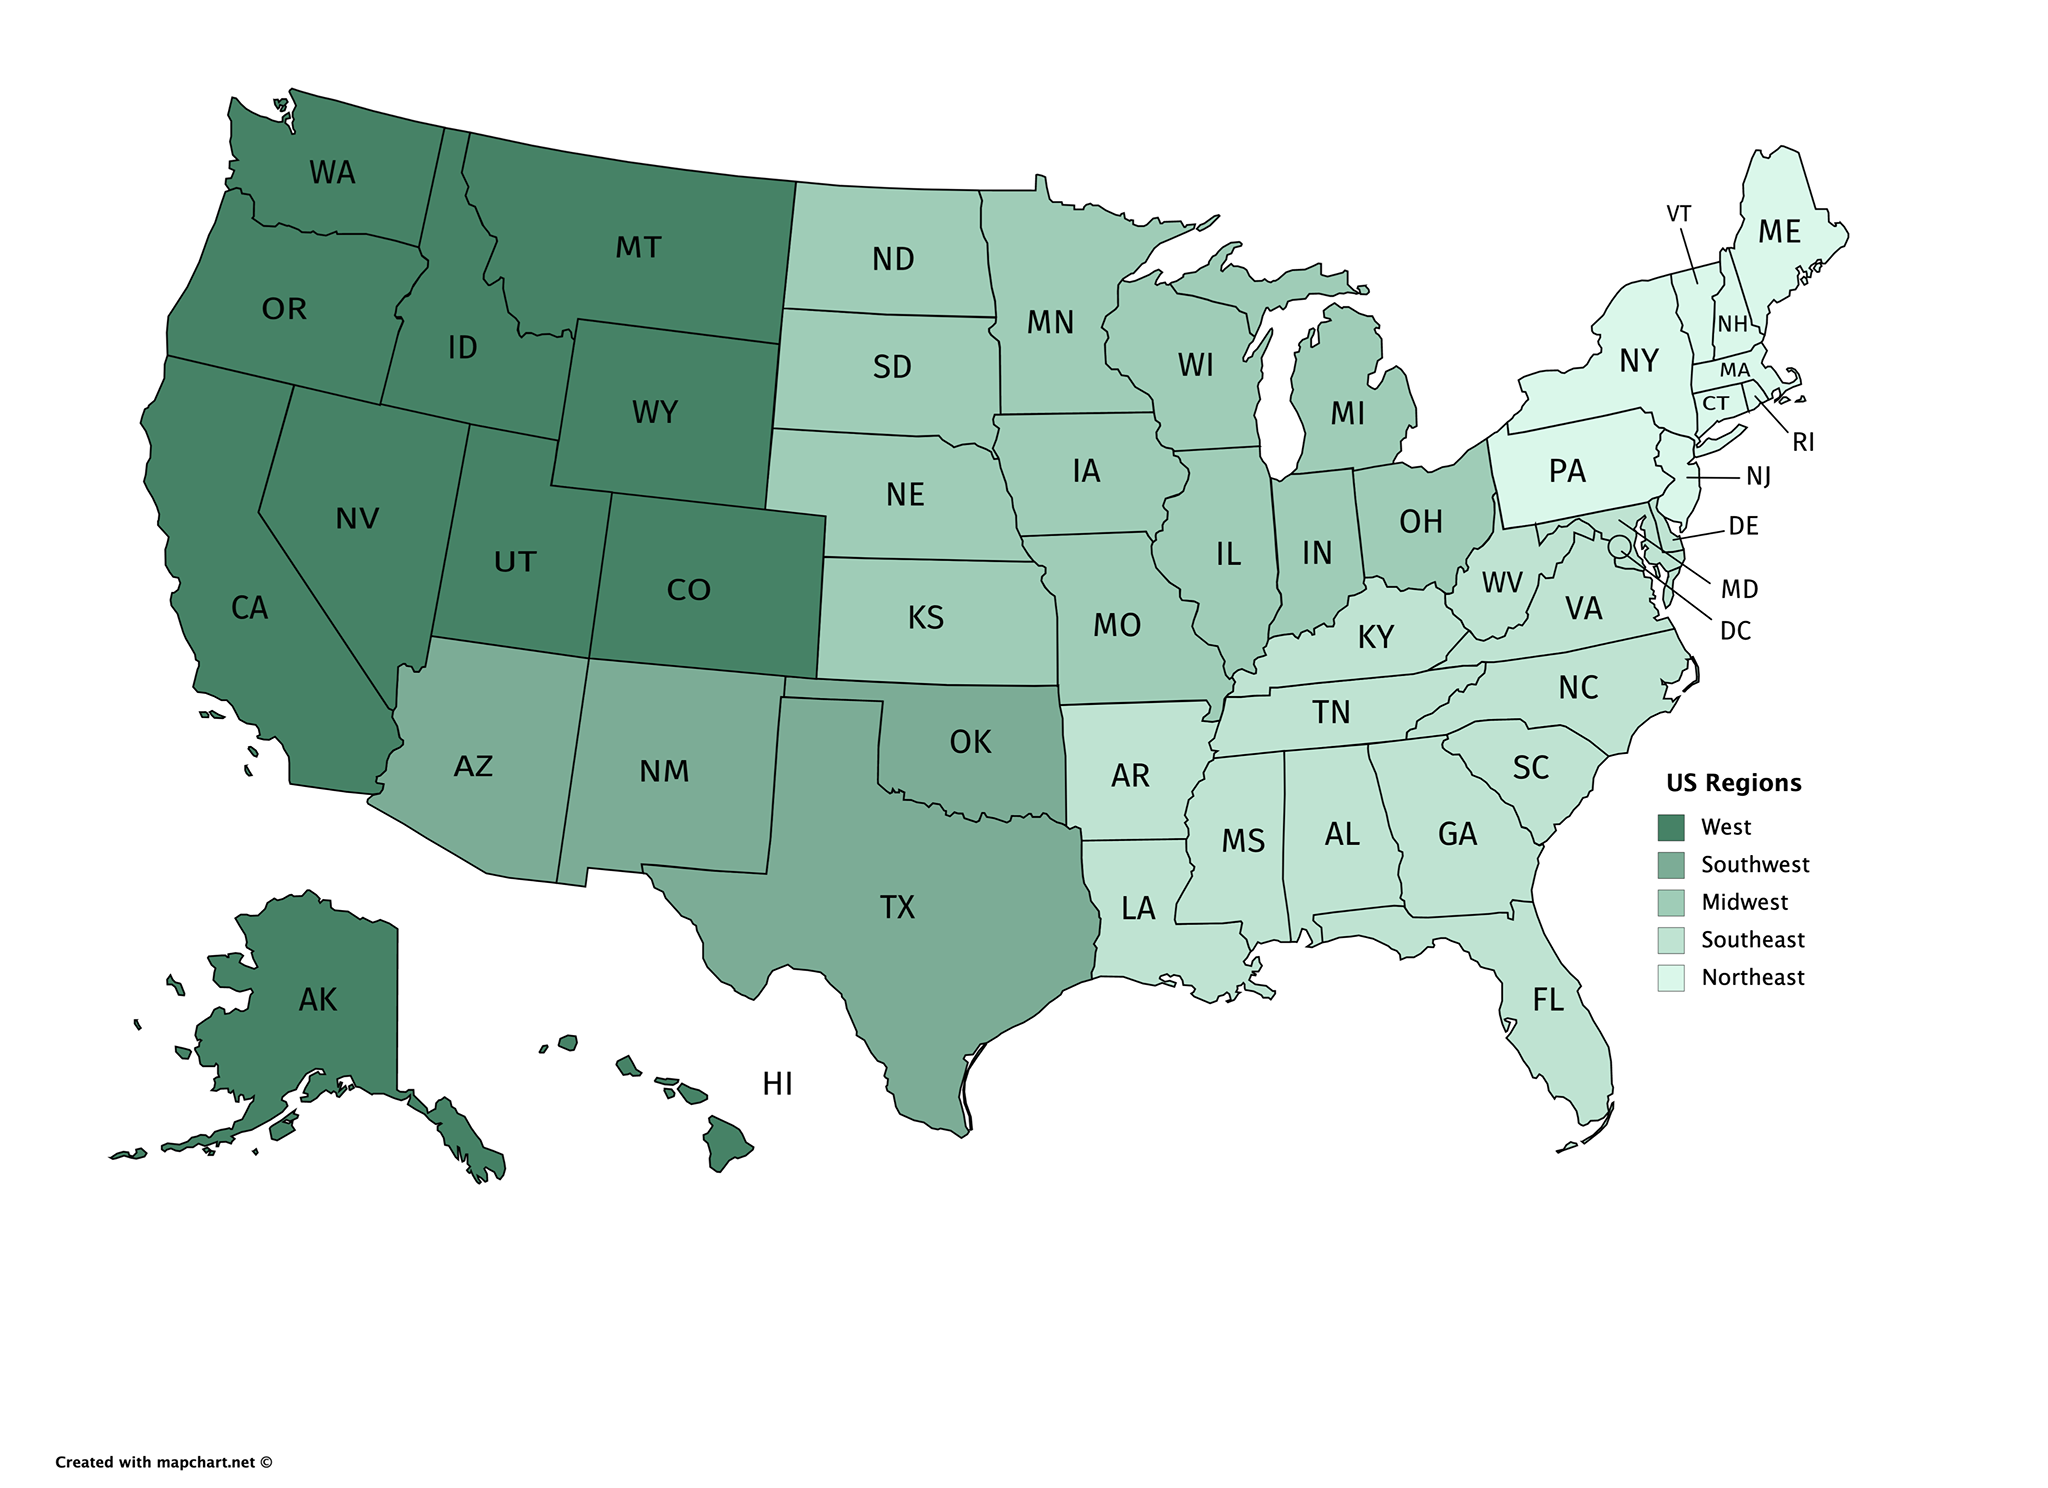 WA
MT
ND
MN
VT
ME
OR
ID
SD
WI
MI
NH
NY
MA
CT
RI
WY
NE
IA
PA
NJ
NV
UT
CO
IL
IN
OH
DE
CA
KS
MO
WV
VA
MD
DC
KY
AZ
NM
OK
TN
NC
AR
SC
MS
AL
GA
TX
LA
FL
AK
HI
US Regions
West
Southwest
Midwest
Southeast
Northeast
Created with mapchart.net ©